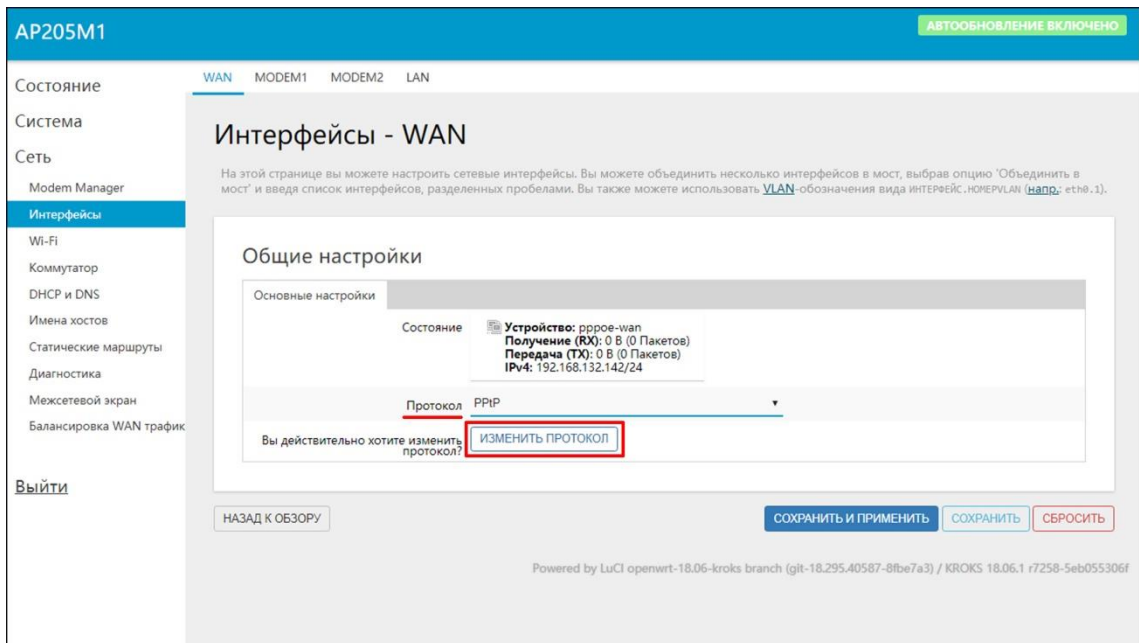 AP205M1
АВТООБНОВЛЕНИЕ ВКЛЮЧЕНО
Состояние
Система
Сеть
Modem Manager
Интерфейсы
Wi-Fi
Коммутатор
DHCP и DNS
Имена хостов
Статические маршруты
Диагностика
Межсетевой экран
Балансировка WAN трафик
Выйти
WAN MODEM1 MODEM2 LAN
Интерфейсы - WAN
На этой странице вы можете настроить сетевые интерфейсы. Вы можете объединить несколько интерфейсов в мост, выбрав опцию 'Объединить в
мост' и введя список интерфейсов, разделенных пробелами. Вы также можете использовать VLAN-обозначения вида ИНТЕРФЕЙС.НОМЕРVLAN (напр.: eth0.1).
Общие настройки
Основные настройки
Состояние
Устройство: pppoe-wan
Получение (RX): 0 B (0 Пакетов)
Передача (TX): 0 B (0 Пакетов)
IPv4: 192.168.132.142/24
Протокол PPtP
Вы действительно хотите изменить
протокол?
ИЗМЕНИТЬ ПРОТОКОЛ
НАЗАД К ОБЗОРУ
СОХРАНИТЬ И ПРИМЕНИТЬ СОХРАНИТЬ СБРОСИТЬ
Powered by LuCI openwrt-18.06-kroks branch (git-18.295.40587-8fbe7a3) / KROKS 18.06.1 r7258-5eb055306f